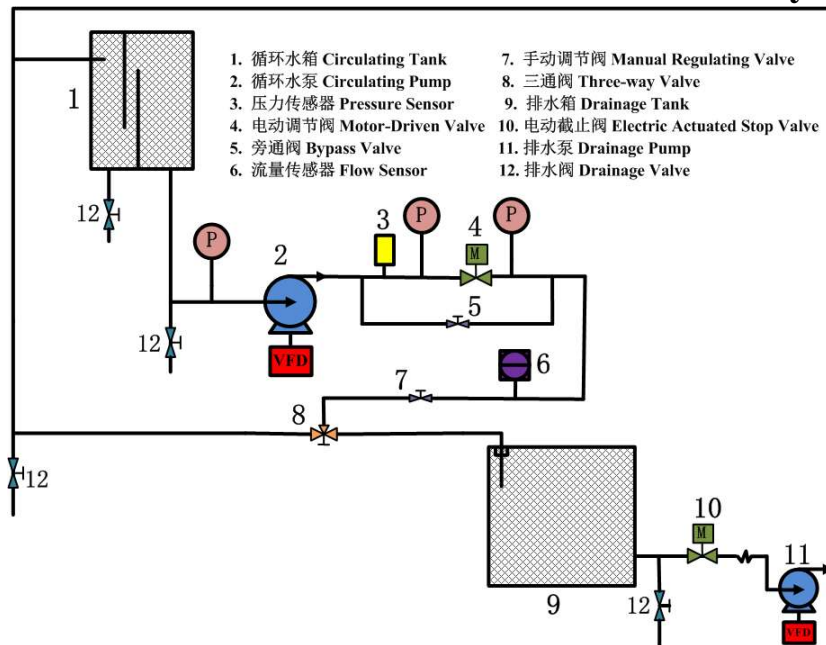 1. 循环水箱 Circulating Tank
2. 循环水泵 Circulating Pump
3. 压力传感器 Pressure Sensor
4. 电动调节阀 Motor-Driven Valve
5. 旁通阀 Bypass Valve
6. 流量传感器 Flow Sensor
7. 手动调节阀 Manual Regulating Valve
8. 三通阀 Three-way Valve
9. 排水箱 Drainage Tank
10. 电动截止阀 Electric Actuated Stop Valve
11. 排水泵 Drainage Pump
12. 排水阀 Drainage Valve
1
12
P
2
3
P
4
P
M
5
12
VFD
6
7
8
12
10
M
11
9
12
VFD